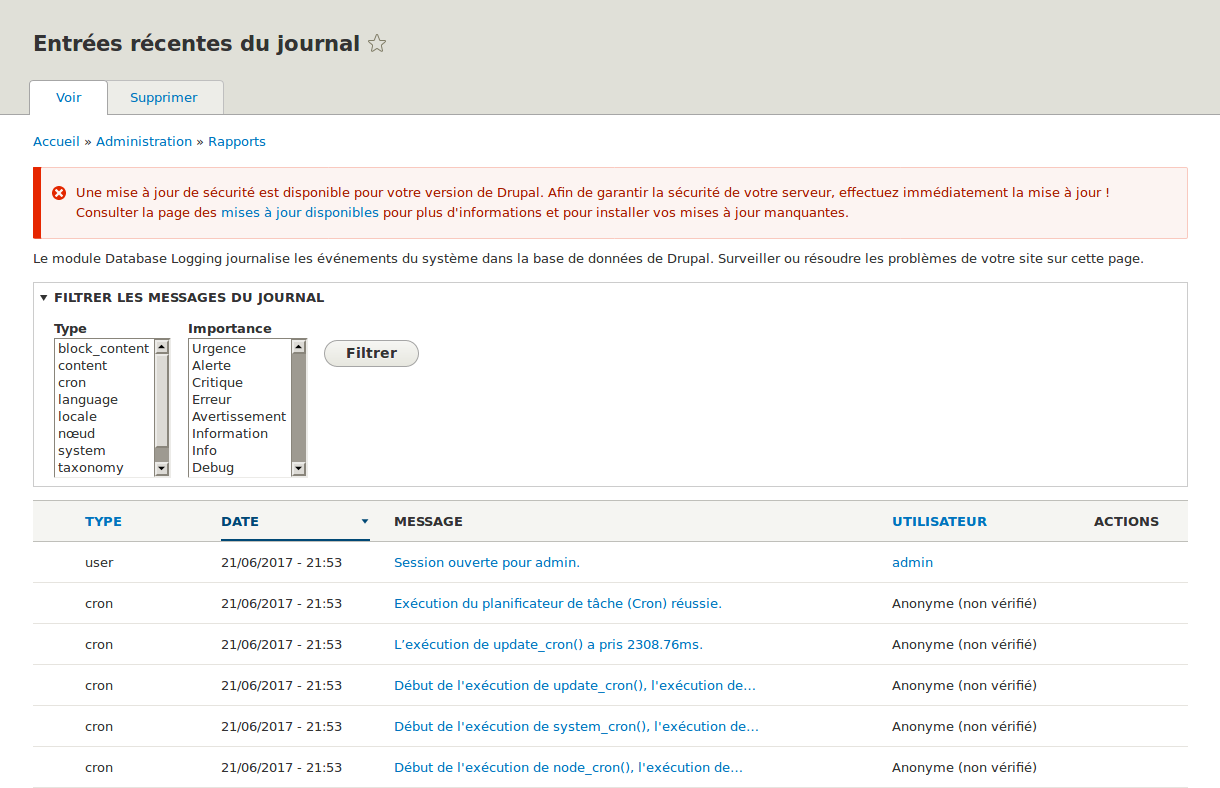 Entrées récentes du journal
Voir Supprimer
Accueil » Administration » Rapports
Une mise à jour de sécurité est disponible pour votre version de Drupal. Afin de garantir la sécurité de votre serveur, effectuez immédiatement la mise à jour !
Consulter la page des mises à jour disponibles pour plus d'informations et pour installer vos mises à jour manquantes.
Le module Database Logging journalise les événements du système dans la base de données de Drupal. Surveiller ou résoudre les problèmes de votre site sur cette page.
FILTRER LES MESSAGES DU JOURNAL
Type
block_content
content
cron
language
locale
nœud
system
taxonomy
Importance
Urgence
Alerte
Critique
Erreur
Avertissement
Information
Info
Debug
Filtrer
TYPE DATE MESSAGE UTILISATEUR ACTIONS
user 21/06/2017 - 21:53 Session ouverte pour admin. admin
cron 21/06/2017 - 21:53 Exécution du planificateur de tâche (Cron) réussie. Anonyme (non vérifié)
cron 21/06/2017 - 21:53 L’exécution de update_cron() a pris 2308.76ms. Anonyme (non vérifié)
cron 21/06/2017 - 21:53 Début de l'exécution de update_cron(), l'exécution de… Anonyme (non vérifié)
cron 21/06/2017 - 21:53 Début de l'exécution de system_cron(), l'exécution de… Anonyme (non vérifié)
cron 21/06/2017 - 21:53 Début de l'exécution de node_cron(), l'exécution de… Anonyme (non vérifié)